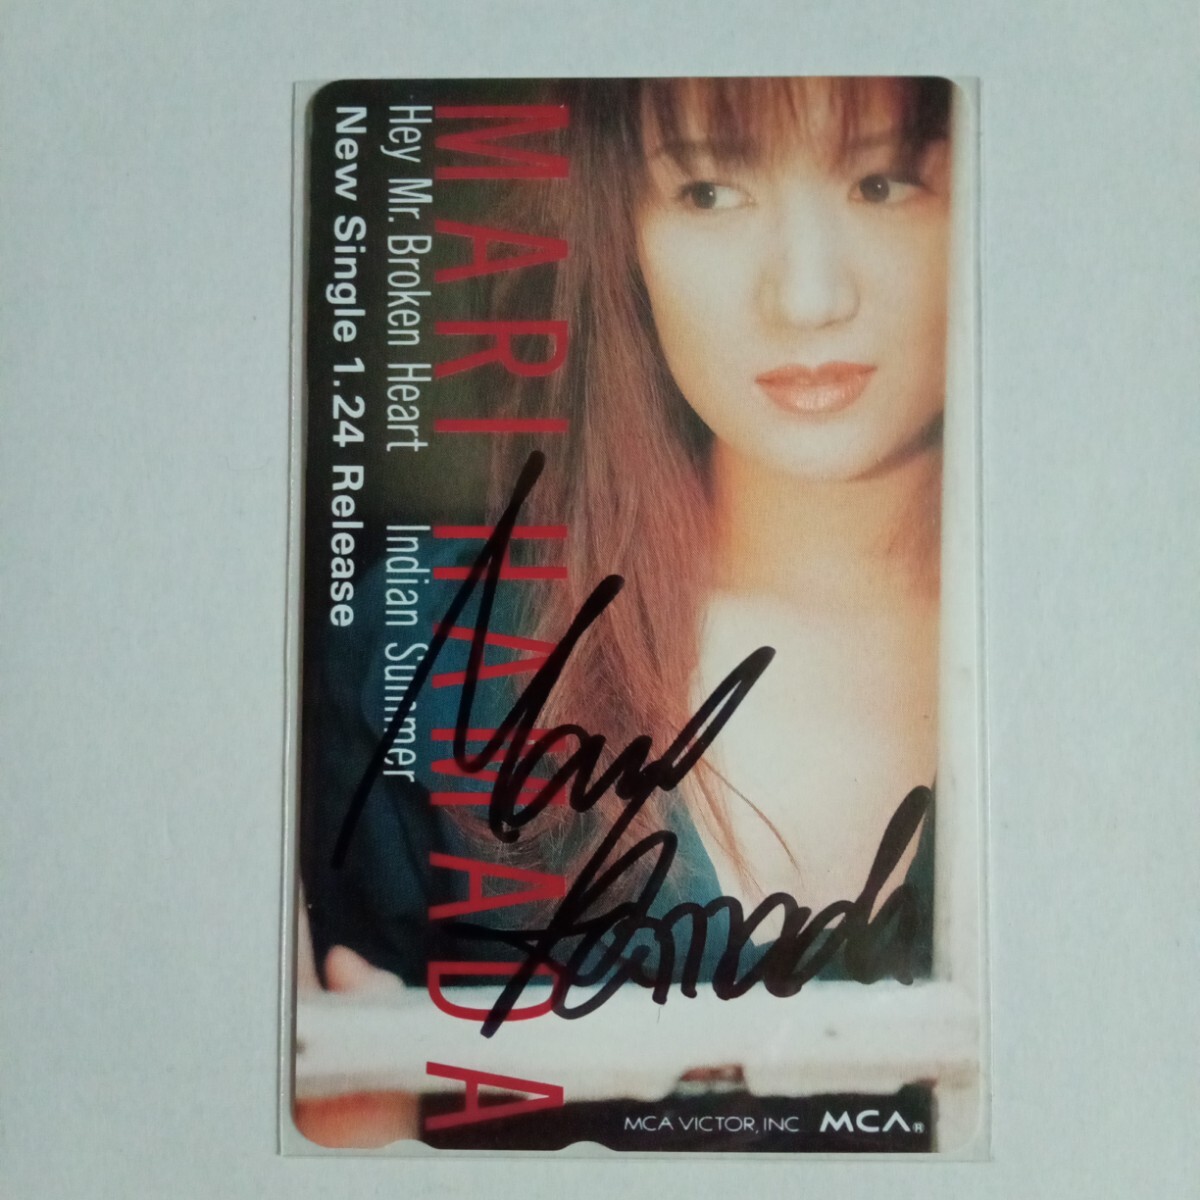 MARI HAMADA
Hey Mr. Broken Heart Indian Summer
New Single 1.24 Release
Mari
Hamada
MCA VICTOR, INC MCA®